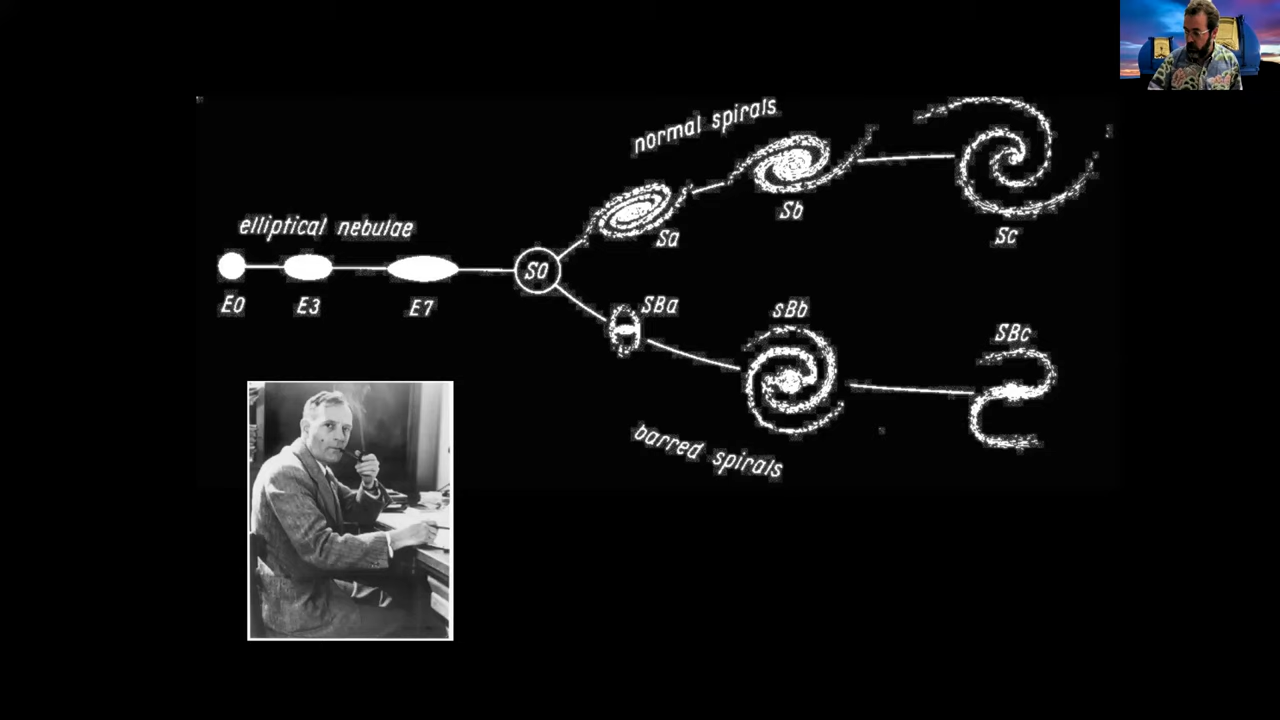 normal spirals
elliptical nebulae
E0
E3
E7
S0
Sa
Sb
Sc
SBa
sBb
SBc
barred spirals